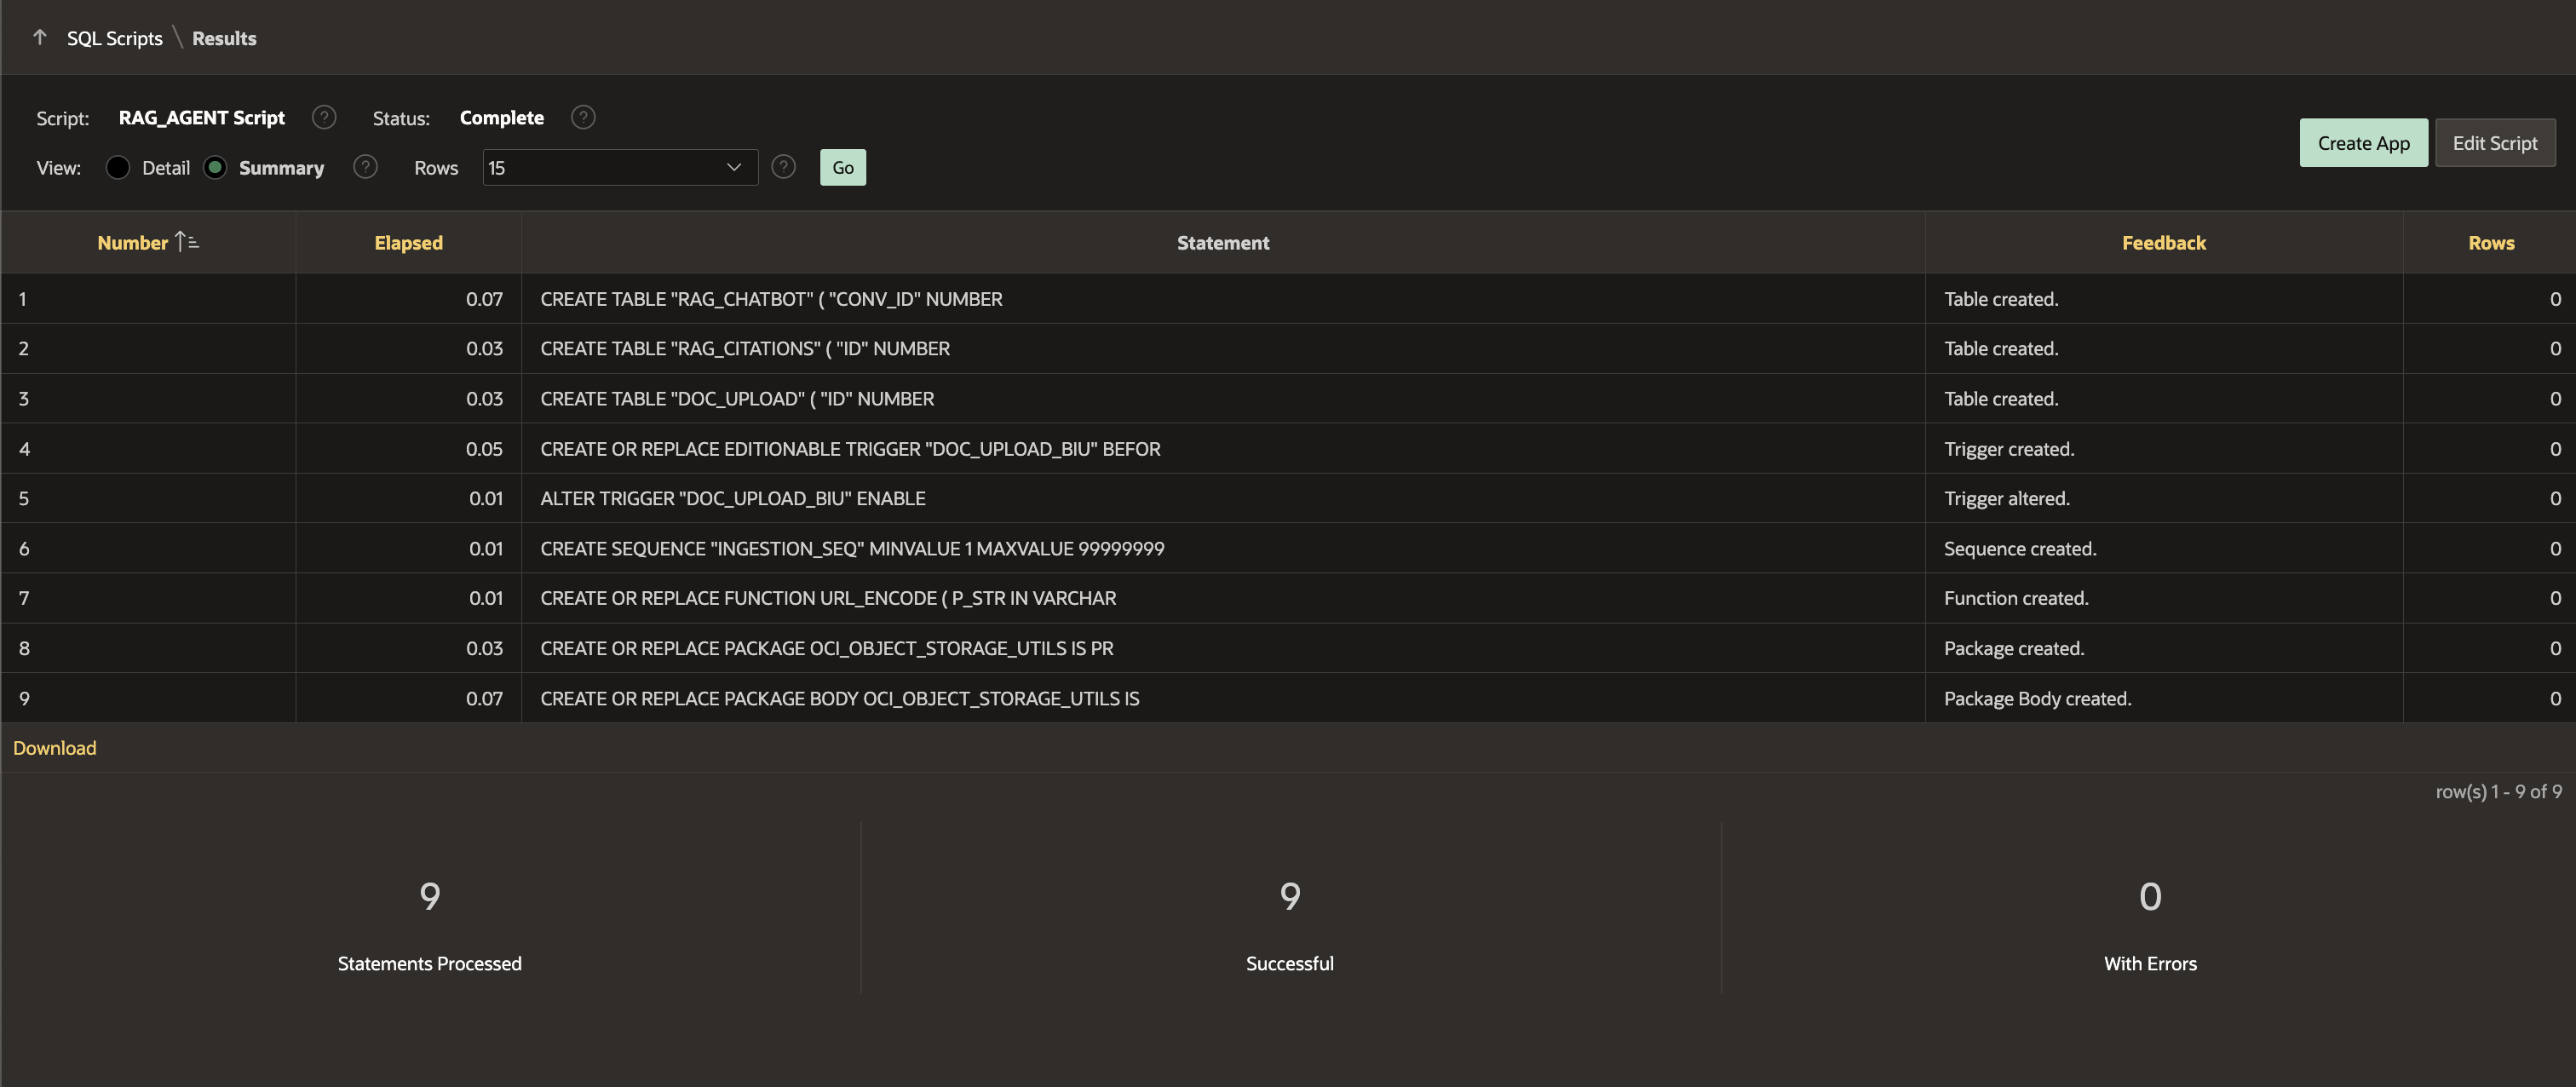 SQL Scripts \ Results
Script: RAG_AGENT Script ? Status: Complete ?
View: Detail Summary ? Rows 15 ? Go
Create App Edit Script
Number Elapsed Statement Feedback Rows
1 0.07 CREATE TABLE "RAG_CHATBOT" ( "CONV_ID" NUMBER Table created. 0
2 0.03 CREATE TABLE "RAG_CITATIONS" ( "ID" NUMBER Table created. 0
3 0.03 CREATE TABLE "DOC_UPLOAD" ( "ID" NUMBER Table created. 0
4 0.05 CREATE OR REPLACE EDITIONABLE TRIGGER "DOC_UPLOAD_BIU" BEFOR Trigger created. 0
5 0.01 ALTER TRIGGER "DOC_UPLOAD_BIU" ENABLE Trigger altered. 0
6 0.01 CREATE SEQUENCE "INGESTION_SEQ" MINVALUE 1 MAXVALUE 99999999 Sequence created. 0
7 0.01 CREATE OR REPLACE FUNCTION URL_ENCODE ( P_STR IN VARCHAR Function created. 0
8 0.03 CREATE OR REPLACE PACKAGE OCI_OBJECT_STORAGE_UTILS IS PR Package created. 0
9 0.07 CREATE OR REPLACE PACKAGE BODY OCI_OBJECT_STORAGE_UTILS IS Package Body created. 0
Download
row(s) 1 - 9 of 9
9 9 0
Statements Processed Successful With Errors